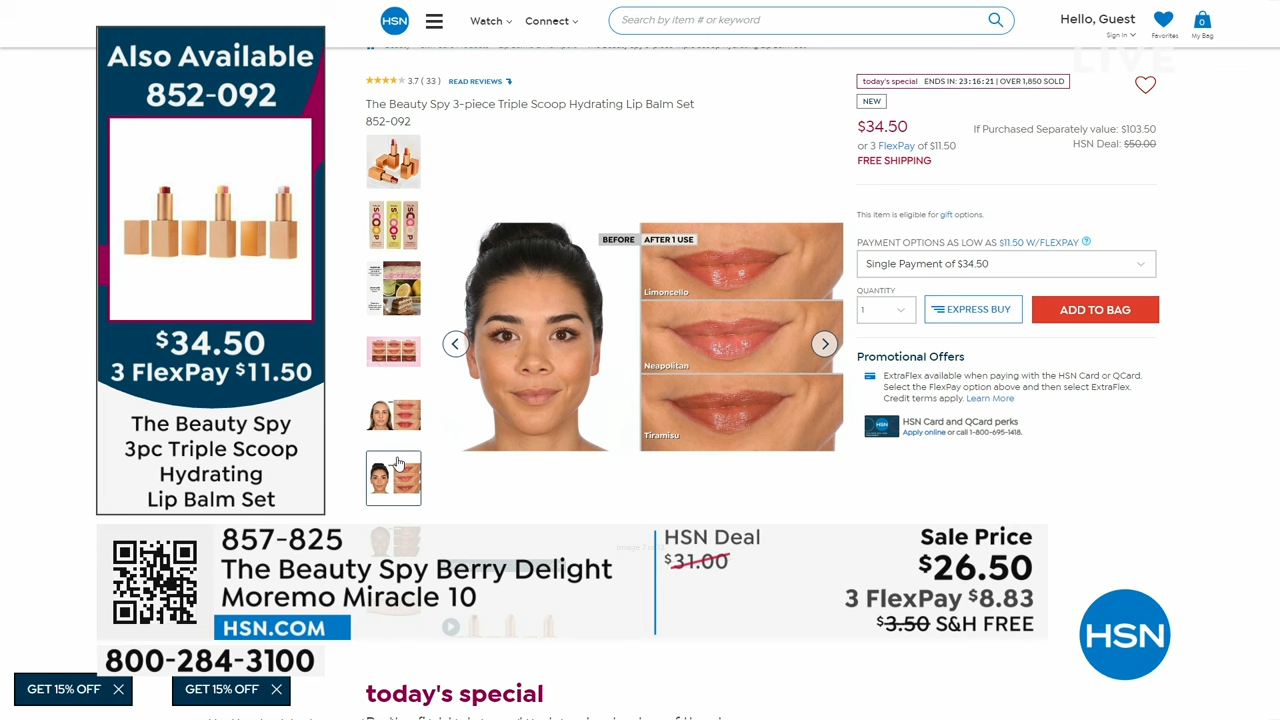 HSN
Watch
Connect
Search by item # or keyword
Hello, Guest
Sign In
Favorites
0
My Bag
LIVE
Also Available
852-092
$34.50
3 FlexPay $11.50
The Beauty Spy
3pc Triple Scoop
Hydrating
Lip Balm Set
3.7 ( 33 ) READ REVIEWS
The Beauty Spy 3-piece Triple Scoop Hydrating Lip Balm Set
852-092
BEFORE AFTER 1 USE
Limoncello
Neapolitan
Tiramisu
today's special ENDS IN: 23:16:21 | OVER 1,850 SOLD
NEW
$34.50
If Purchased Separately value: $103.50
or 3 FlexPay of $11.50
HSN Deal: $50.00
FREE SHIPPING
This item is eligible for gift options.
PAYMENT OPTIONS AS LOW AS $11.50 W/FLEXPAY ?
Single Payment of $34.50
QUANTITY
1
EXPRESS BUY
ADD TO BAG
Promotional Offers
ExtraFlex available when paying with the HSN Card or QCard.
Select the FlexPay option above and then select ExtraFlex.
Credit terms apply. Learn More
HSN
HSN Card and QCard perks
Apply online or call 1-800-695-1418.
857-825
The Beauty Spy Berry Delight
Moremo Miracle 10
HSN.COM
HSN Deal
$31.00
Sale Price
$26.50
3 FlexPay $8.83
$3.50 S&H FREE
HSN
800-284-3100
GET 15% OFF
GET 15% OFF
today's special